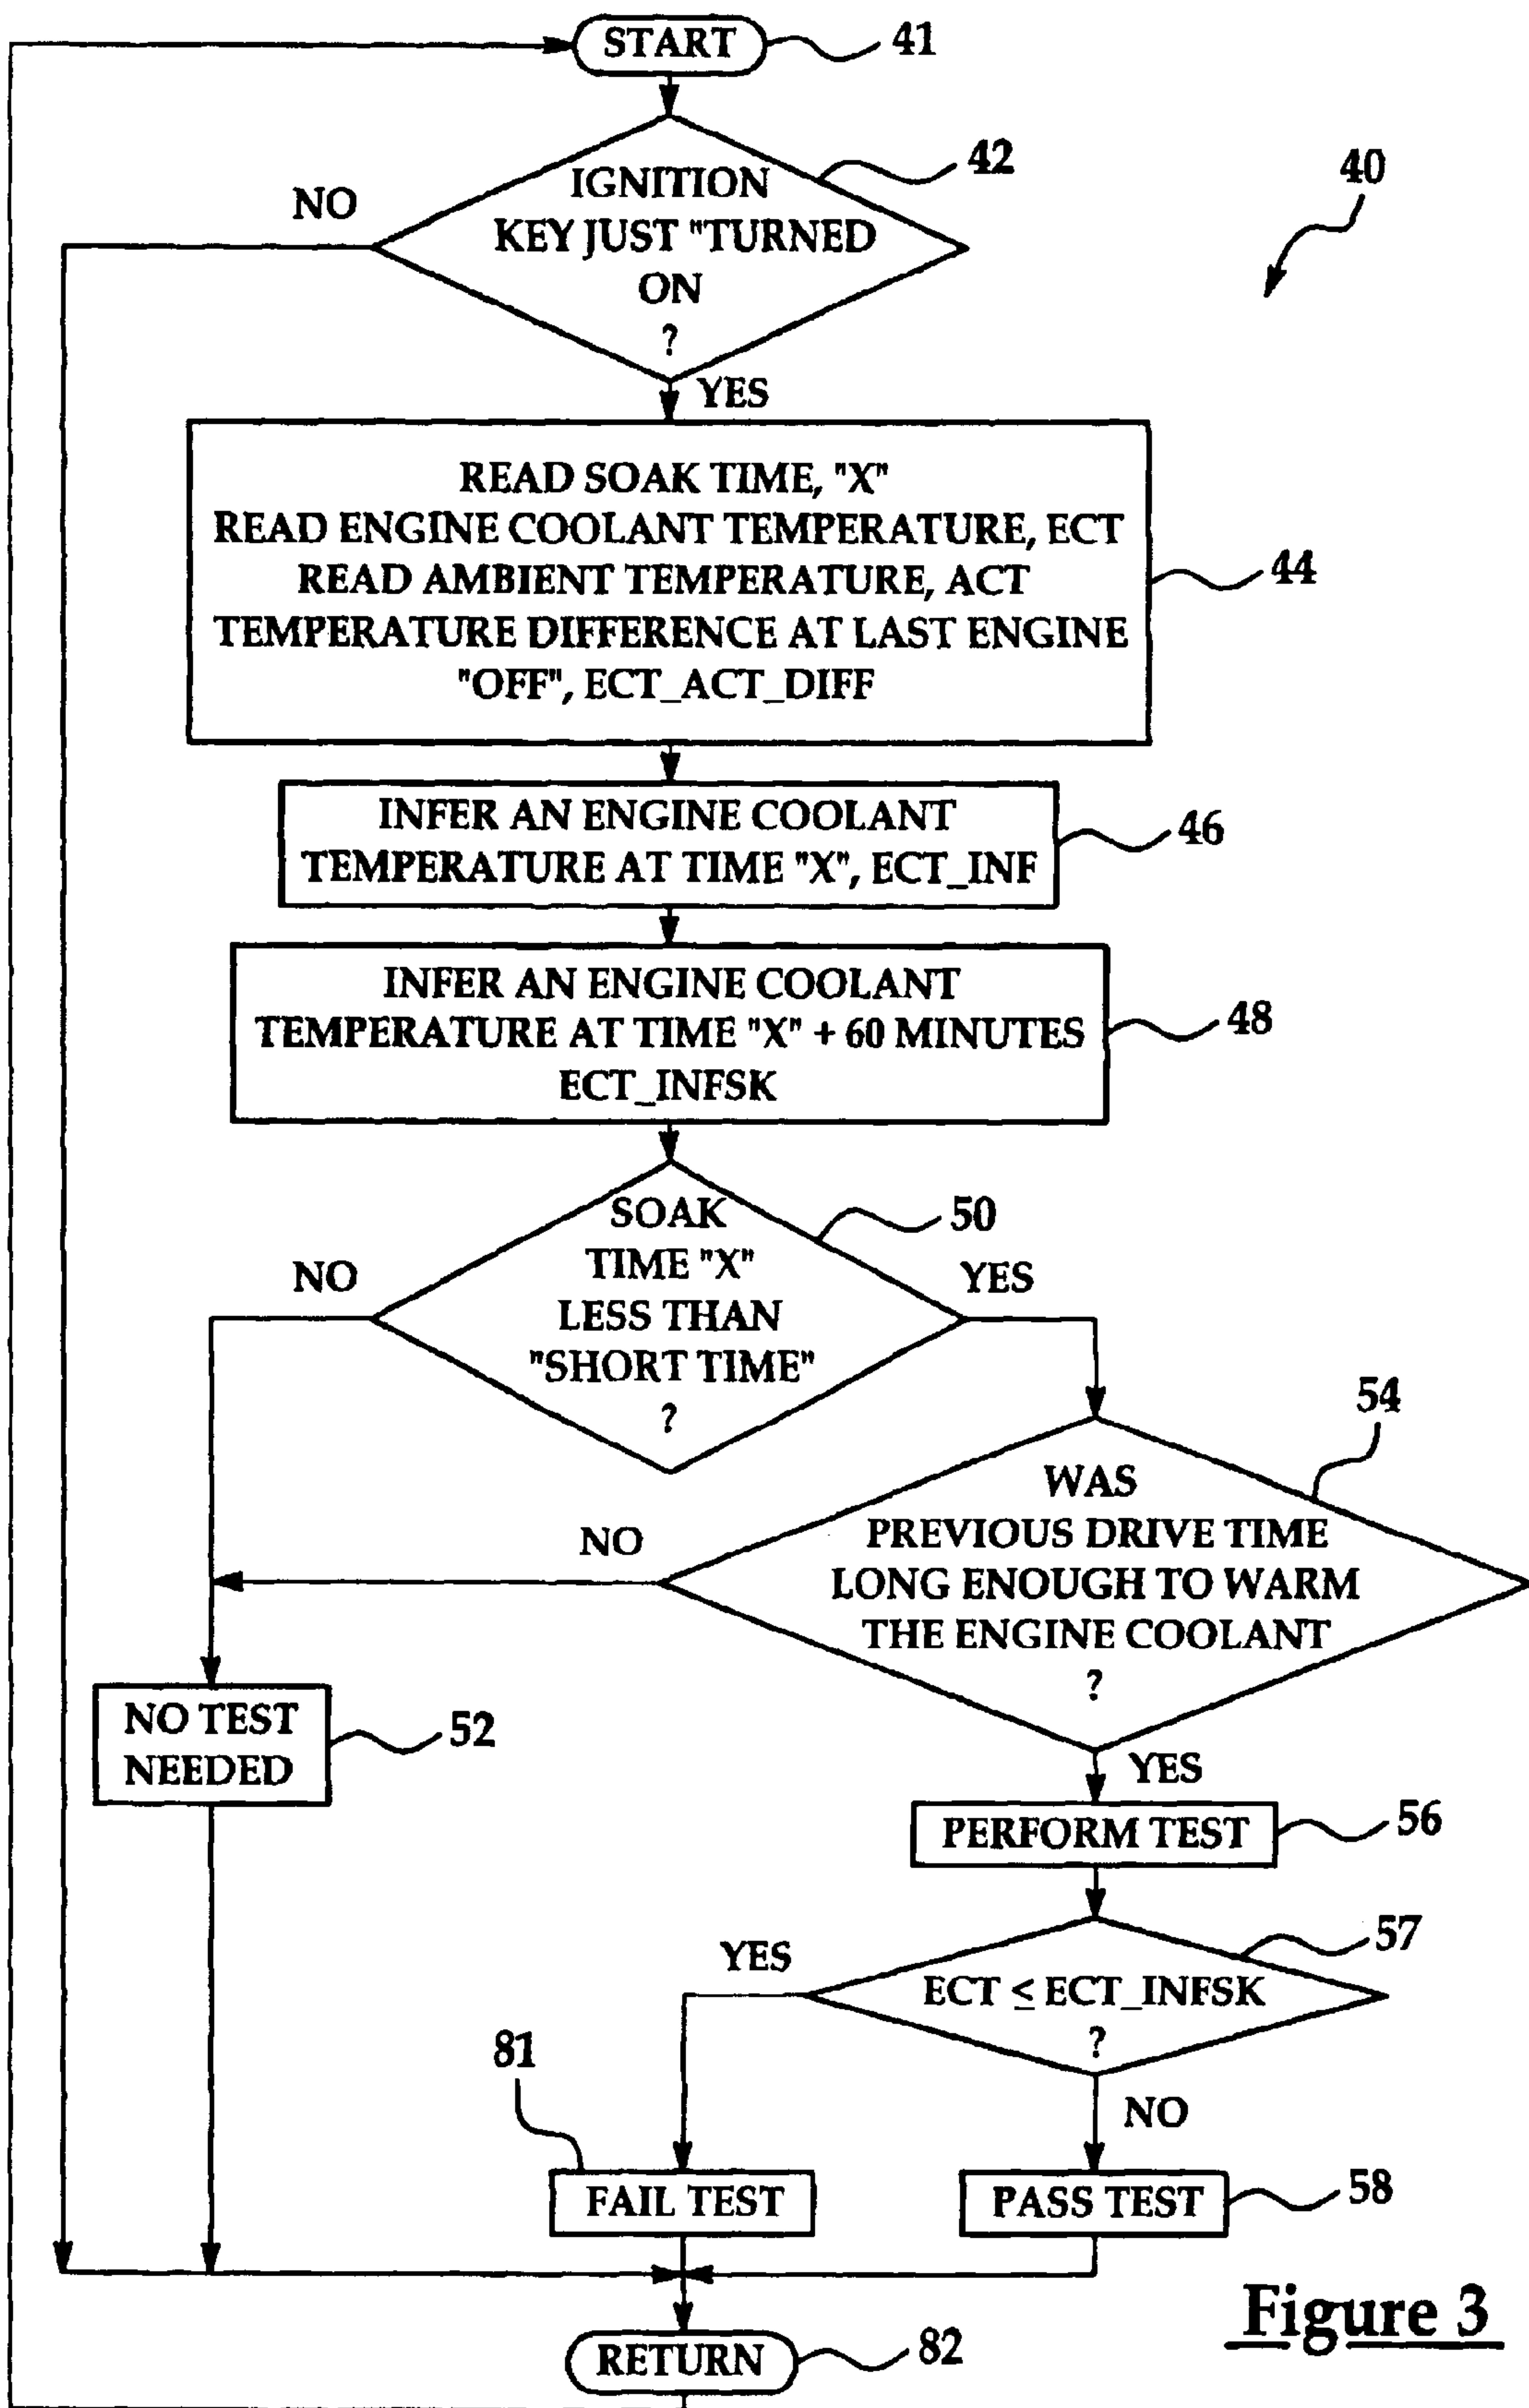 START
41
IGNITION
KEY JUST "TURNED
ON
?
42
NO
40
YES
READ SOAK TIME, "X"
READ ENGINE COOLANT TEMPERATURE, ECT
READ AMBIENT TEMPERATURE, ACT
TEMPERATURE DIFFERENCE AT LAST ENGINE
"OFF", ECT_ACT_DIFF
44
INFER AN ENGINE COOLANT
TEMPERATURE AT TIME "X", ECT_INF
46
INFER AN ENGINE COOLANT
TEMPERATURE AT TIME "X" + 60 MINUTES
ECT_INFSK
48
SOAK
TIME "X"
LESS THAN
"SHORT TIME"
?
50
NO
YES
54
WAS
PREVIOUS DRIVE TIME
LONG ENOUGH TO WARM
THE ENGINE COOLANT
?
NO
NO TEST
NEEDED
52
YES
PERFORM TEST
56
57
YES
ECT ≤ ECT_INFSK
?
81
NO
FAIL TEST
PASS TEST
58
RETURN
82
Figure 3